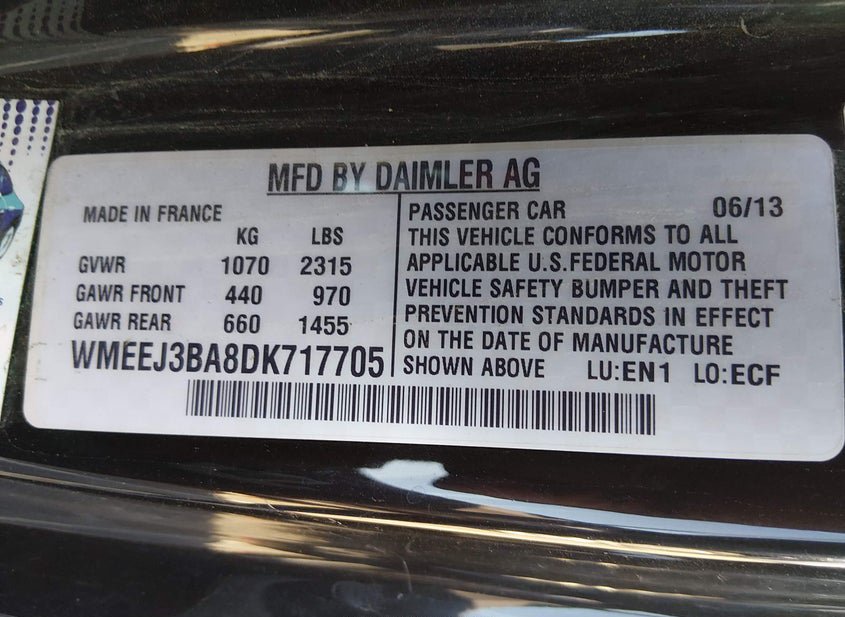 MFD BY DAIMLER AG
MADE IN FRANCE
KG LBS
GVWR 1070 2315
GAWR FRONT 440 970
GAWR REAR 660 1455
WMEEJ3BA8DK717705
PASSENGER CAR 06/13
THIS VEHICLE CONFORMS TO ALL
APPLICABLE U.S.FEDERAL MOTOR
VEHICLE SAFETY BUMPER AND THEFT
PREVENTION STANDARDS IN EFFECT
ON THE DATE OF MANUFACTURE
SHOWN ABOVE LU:EN1 LO:ECF